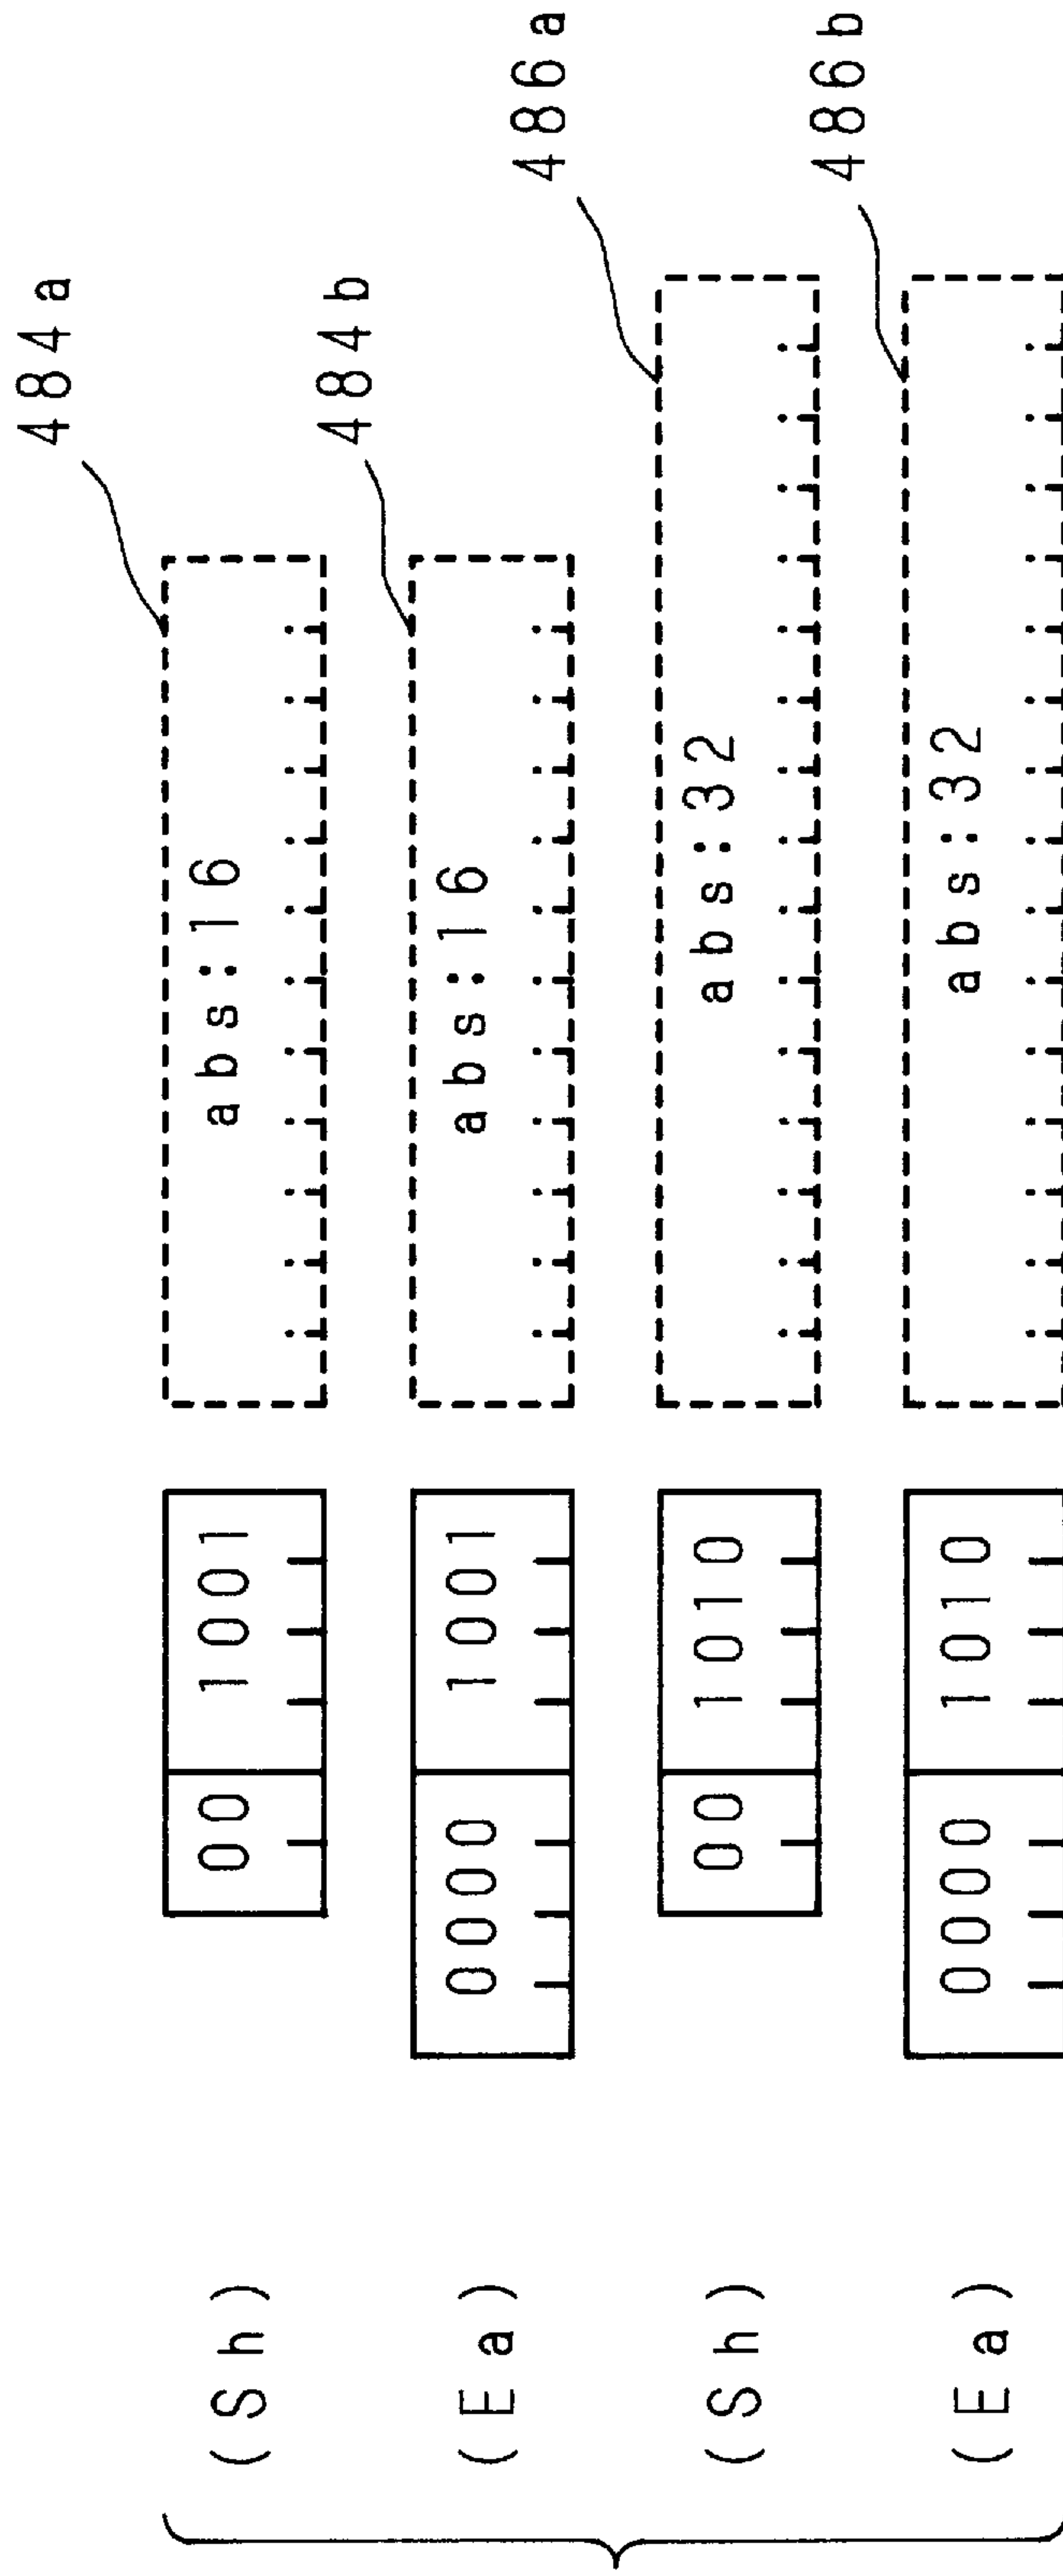 484a
(Sh) 00 1001 abs:16
484b
(Ea) 0000 1001 abs:16
486a
(Sh) 00 1010 abs:32
486b
(Ea) 0000 1010 abs:32